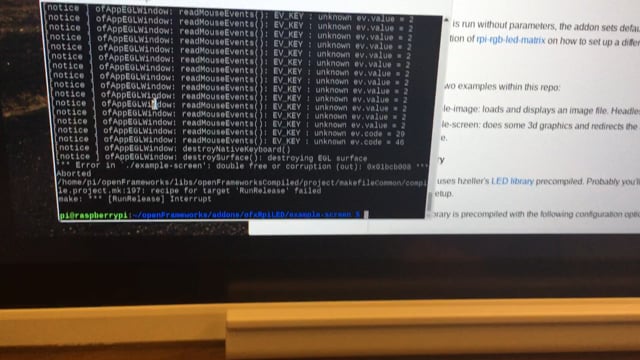 [notice ] ofAppEGLWindow: readMouseEvents(): EV_KEY : unknown ev.value = 2
[notice ] ofAppEGLWindow: readMouseEvents(): EV_KEY : unknown ev.value = 2
[notice ] ofAppEGLWindow: readMouseEvents(): EV_KEY : unknown ev.value = 2
[notice ] ofAppEGLWindow: readMouseEvents(): EV_KEY : unknown ev.value = 2
[notice ] ofAppEGLWindow: readMouseEvents(): EV_KEY : unknown ev.value = 2
[notice ] ofAppEGLWindow: readMouseEvents(): EV_KEY : unknown ev.value = 2
[notice ] ofAppEGLWindow: readMouseEvents(): EV_KEY : unknown ev.value = 2
[notice ] ofAppEGLWindow: readMouseEvents(): EV_KEY : unknown ev.value = 2
[notice ] ofAppEGLWindow: readMouseEvents(): EV_KEY : unknown ev.value = 2
[notice ] ofAppEGLWindow: readMouseEvents(): EV_KEY : unknown ev.value = 2
[notice ] ofAppEGLWindow: readMouseEvents(): EV_KEY : unknown ev.value = 2
[notice ] ofAppEGLWindow: readMouseEvents(): EV_KEY : unknown ev.value = 2
[notice ] ofAppEGLWindow: readMouseEvents(): EV_KEY : unknown ev.code = 29
[notice ] ofAppEGLWindow: readMouseEvents(): EV_KEY : unknown ev.code = 46
[notice ] ofAppEGLWindow: destroyNativeKeyboard()
[notice ] ofAppEGLWindow: destroySurface(): destroying EGL surface
*** Error in `./example-screen': double free or corruption (out): 0x01bcb008 ***
Aborted
/home/pi/openFrameworks/libs/openFrameworksCompiled/project/makefileCommon/compi
le.project.mk:197: recipe for target 'RunRelease' failed
make: *** [RunRelease] Interrupt
pi@raspberrypi:~/openFrameworks/addons/ofxRpiLED/example-screen $
is run without parameters, the addon sets defau
tion of rpi-rgb-led-matrix on how to set up a differ
wo examples within this repo:
le-image: loads and displays an image file. Headles
le-screen: does some 3d graphics and redirects the
e.
ry
uses hzeller's LED library precompiled. Probably you'll
etup.
rary is precompiled with the following configuration optio